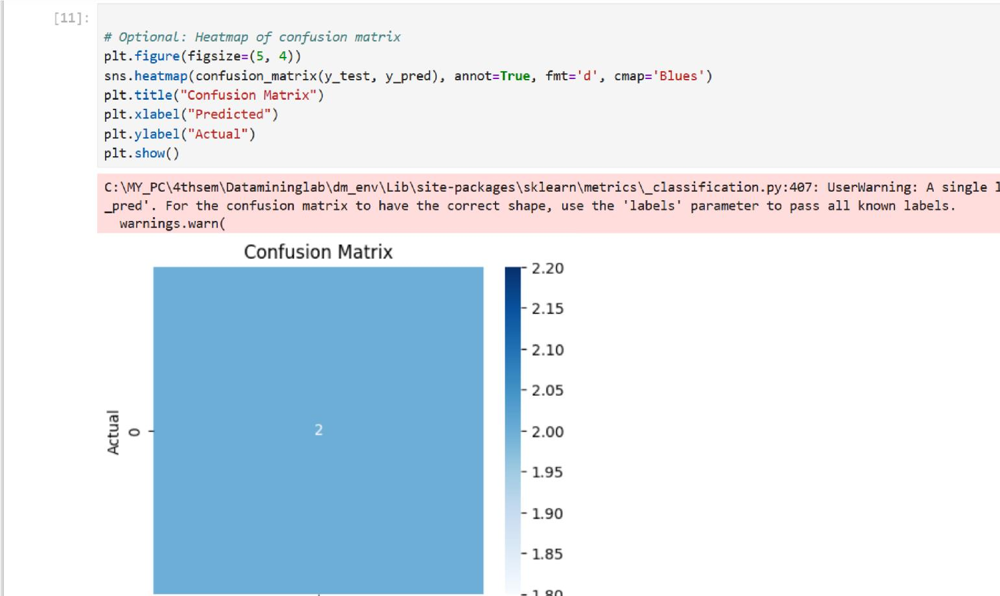 [11]:
# Optional: Heatmap of confusion matrix
plt.figure(figsize=(5, 4))
sns.heatmap(confusion_matrix(y_test, y_pred), annot=True, fmt='d', cmap='Blues')
plt.title("Confusion Matrix")
plt.xlabel("Predicted")
plt.ylabel("Actual")
plt.show()
C:\MY_PC\4thsem\Datamininglab\dm_env\Lib\site-packages\sklearn\metrics\_classification.py:407: UserWarning: A single
_pred'. For the confusion matrix to have the correct shape, use the 'labels' parameter to pass all known labels.
warnings.warn(
Confusion Matrix
2.20
2.15
2.10
2.05
2.00
1.95
1.90
1.85
1.80
Actual
0
2